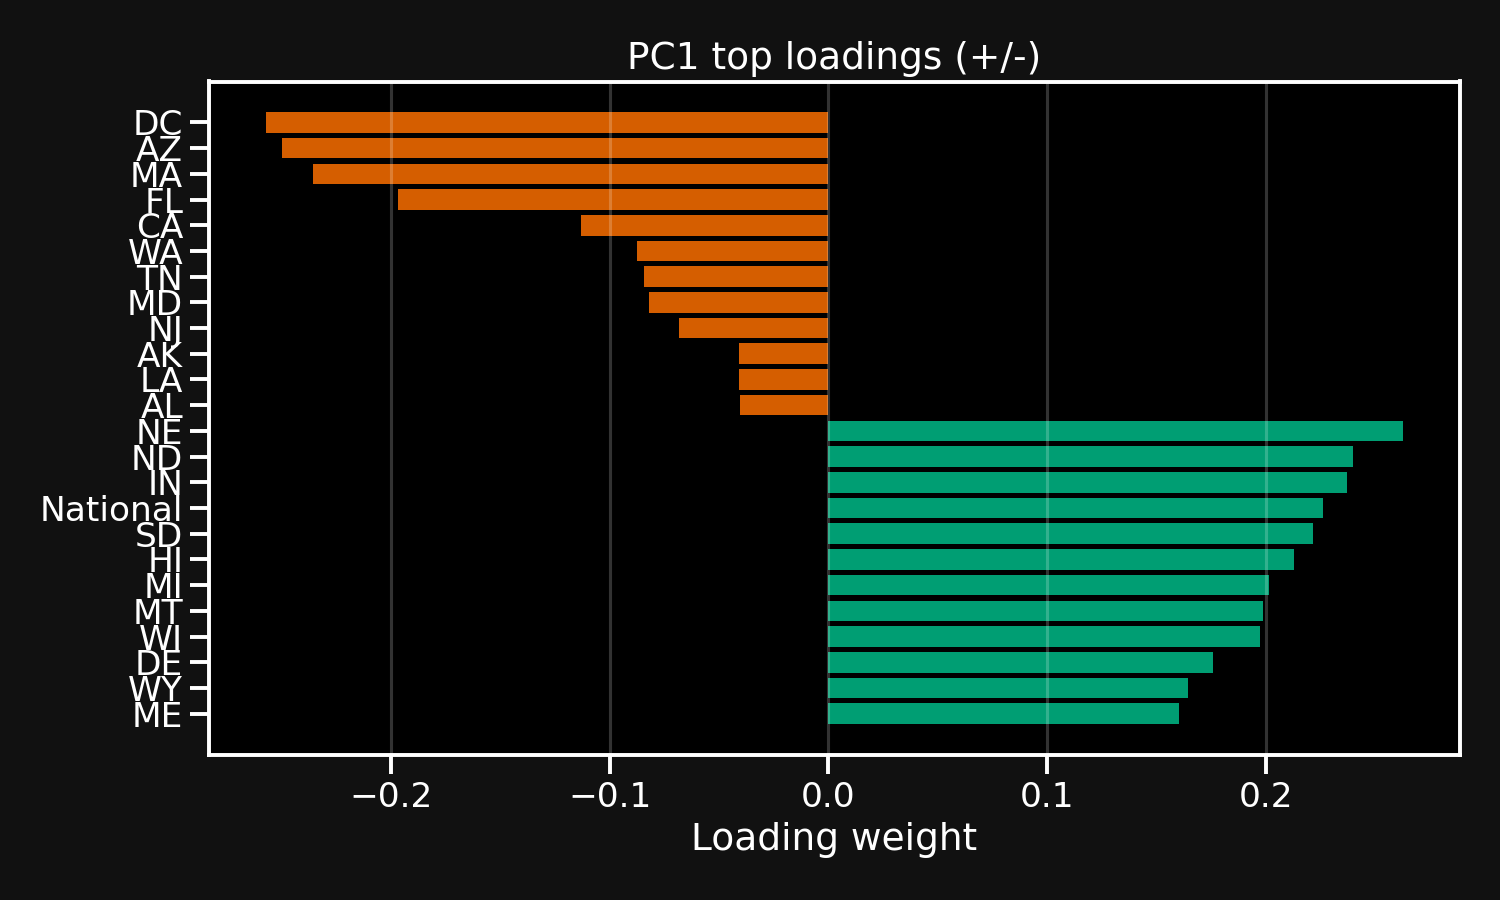 PC1 top loadings (+/-)
DC
AZ
MA
FL
CA
WA
TN
MD
NJ
AK
LA
AL
NE
ND
IN
National
SD
HI
MI
MT
WI
DE
WY
ME
−0.2 −0.1 0.0 0.1 0.2
Loading weight